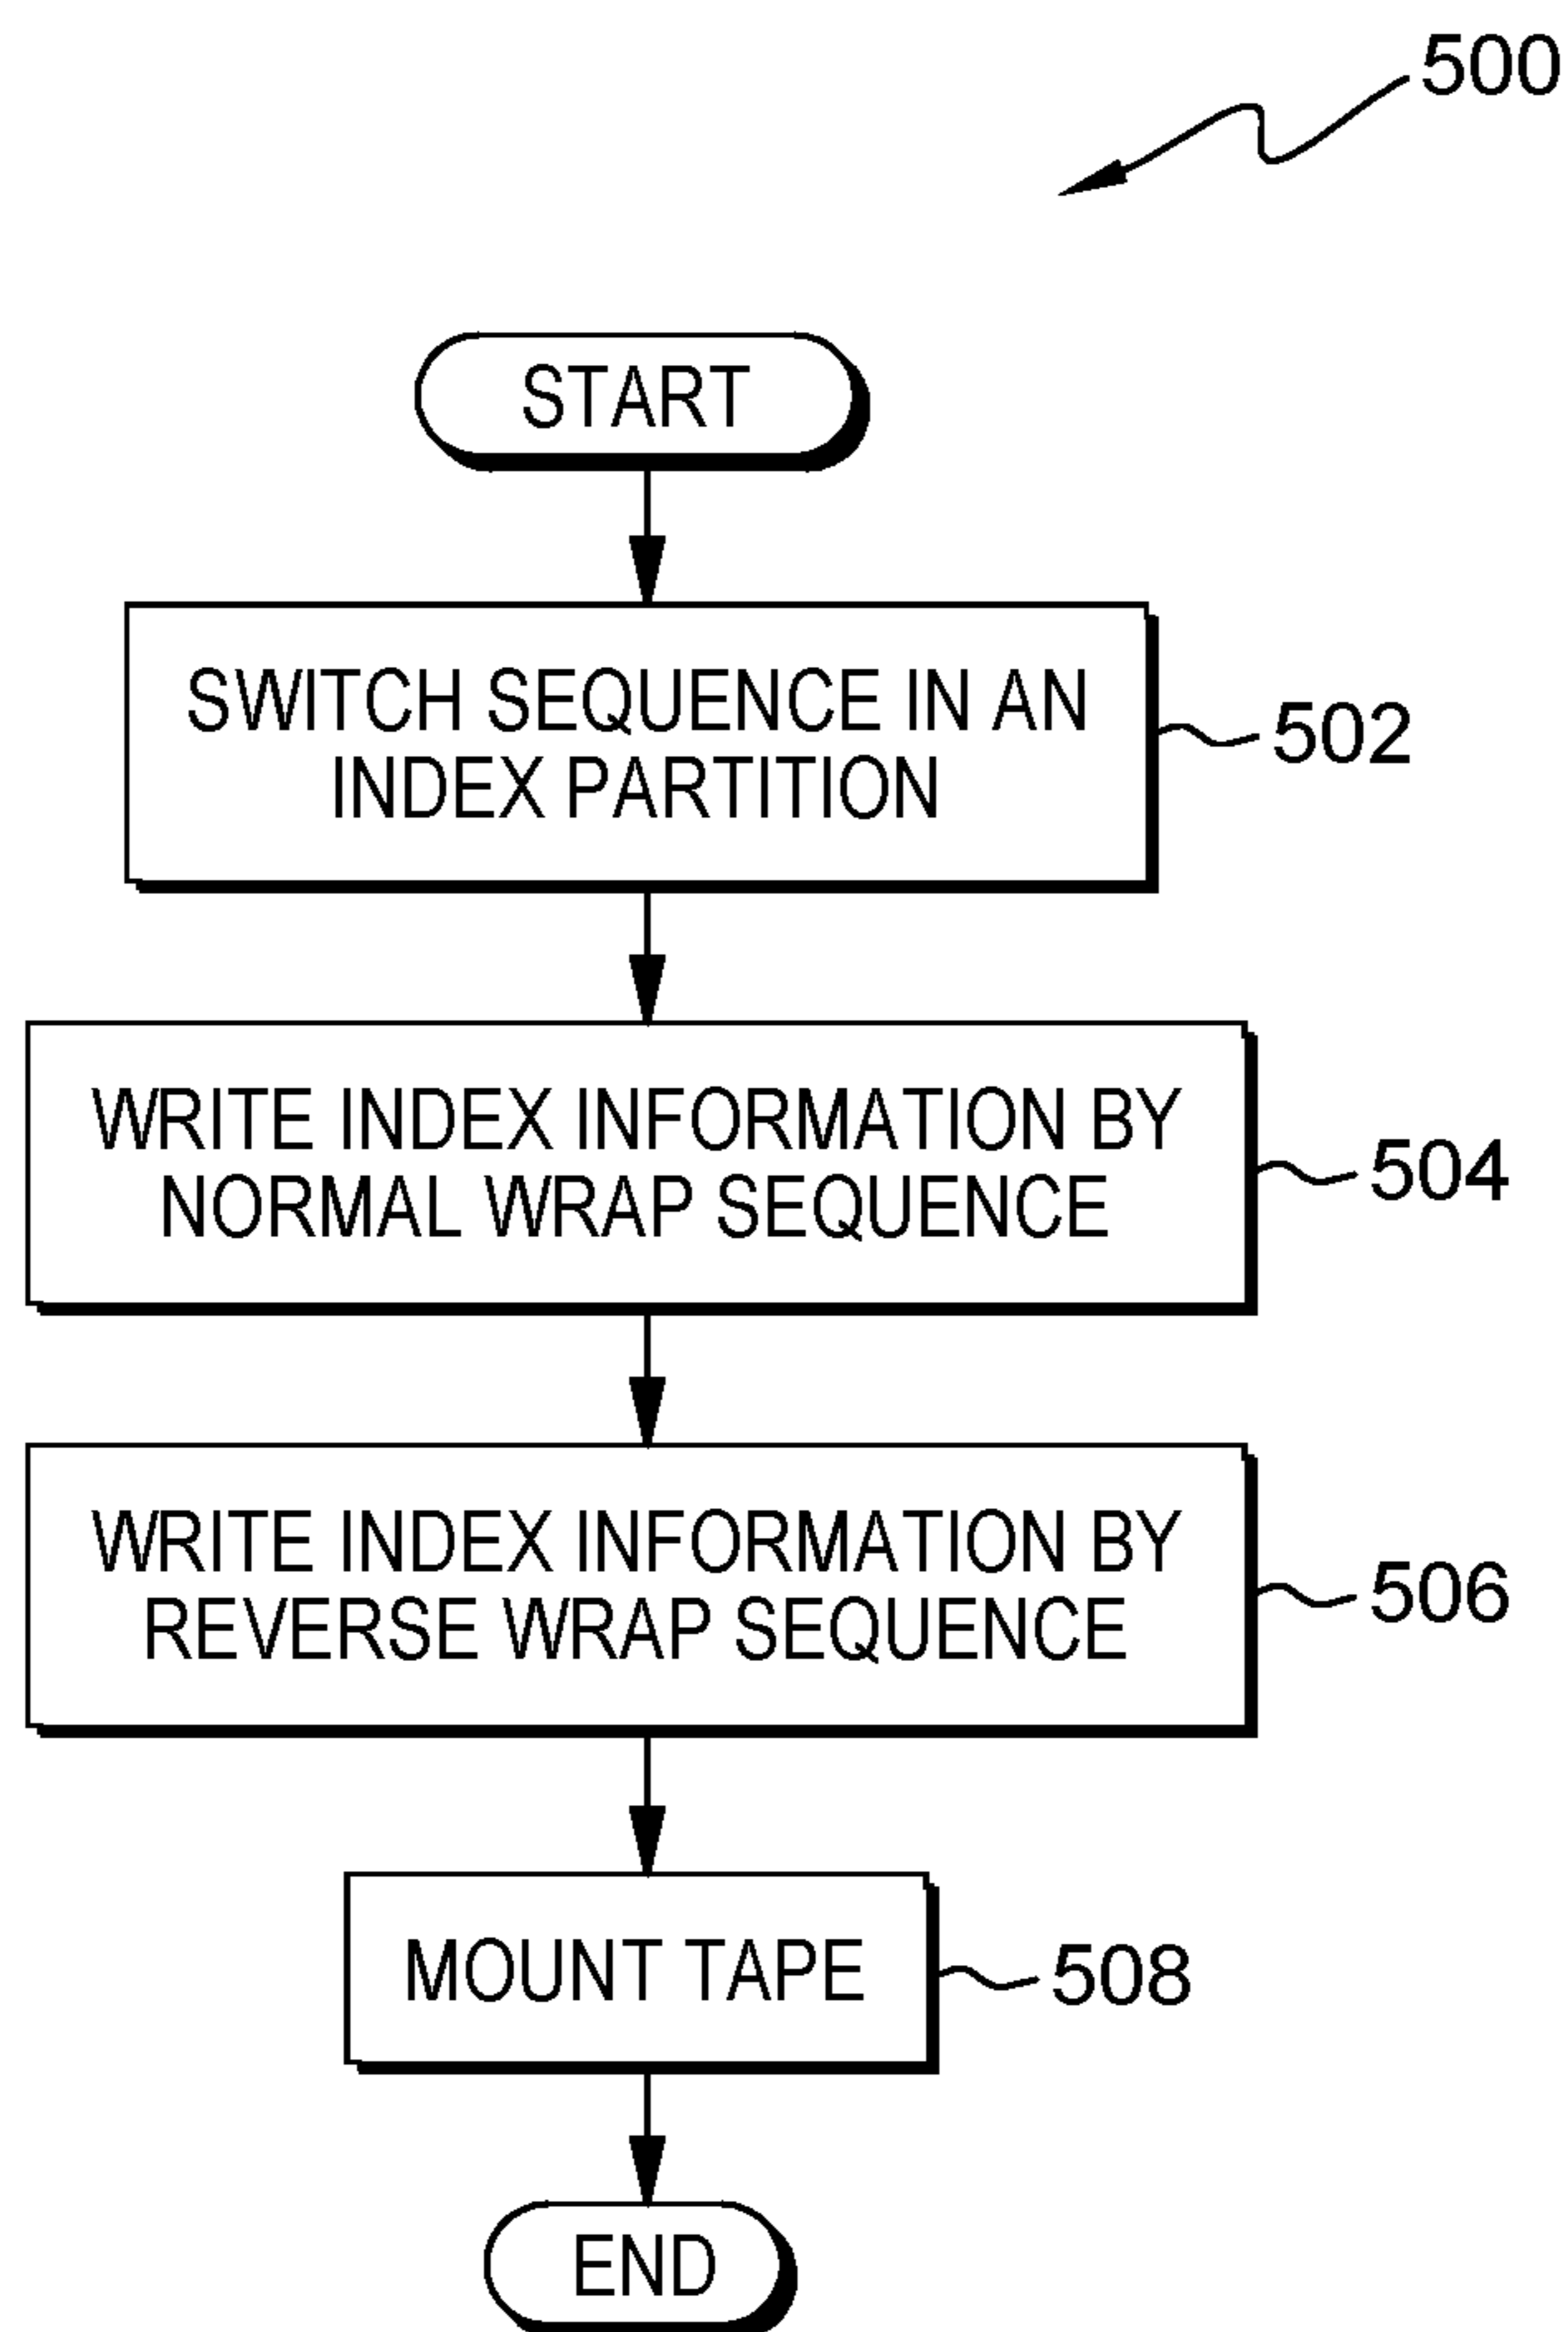 500
START
SWITCH SEQUENCE IN AN
INDEX PARTITION
502
WRITE INDEX INFORMATION BY
NORMAL WRAP SEQUENCE
504
WRITE INDEX INFORMATION BY
REVERSE WRAP SEQUENCE
506
MOUNT TAPE
508
END